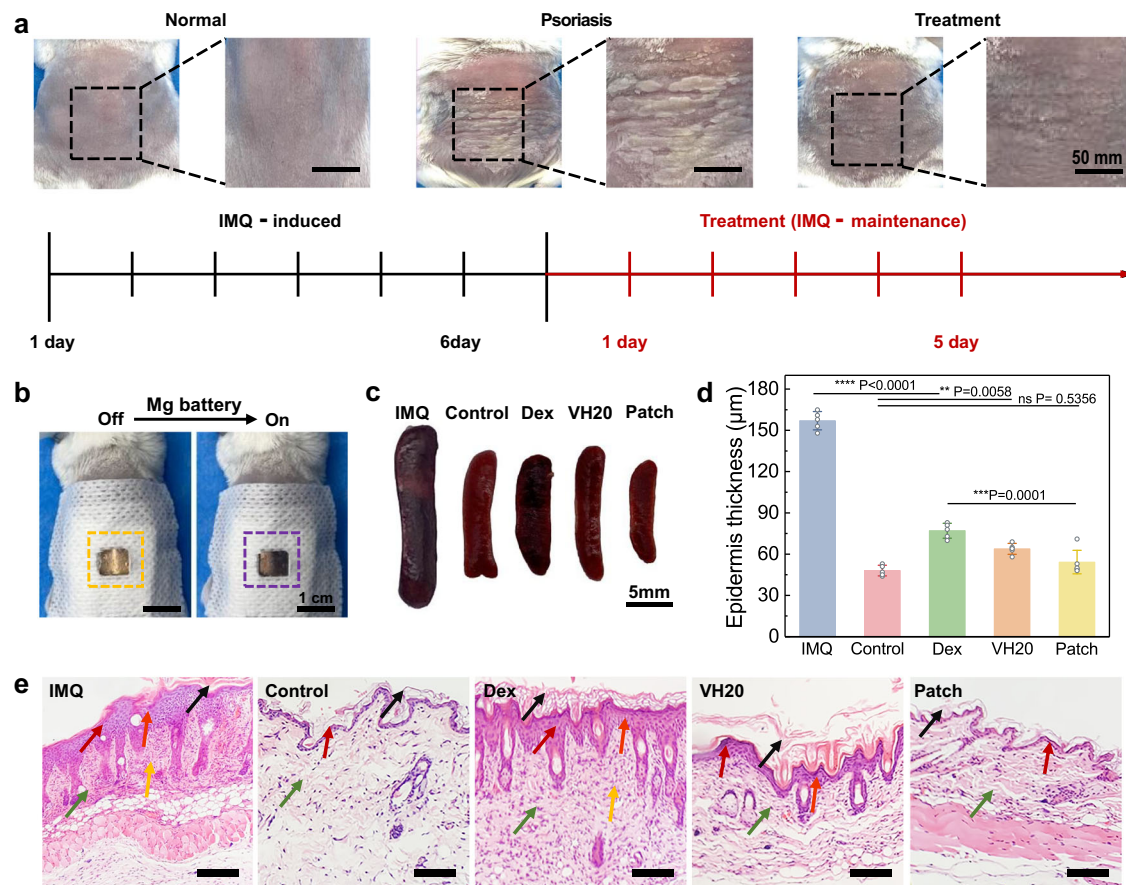 a
Normal
Psoriasis
Treatment
50 mm
IMQ - induced
Treatment (IMQ - maintenance)
1 day
6day
1 day
5 day
b
Mg battery
Off
On
1 cm
c
IMQ Control Dex VH20 Patch
5mm
d
Epidermis thickness (μm)
180
150
120
90
60
30
0
**** P<0.0001
** P=0.0058
ns P= 0.5356
***P=0.0001
IMQ Control Dex VH20 Patch
e
IMQ
Control
Dex
VH20
Patch